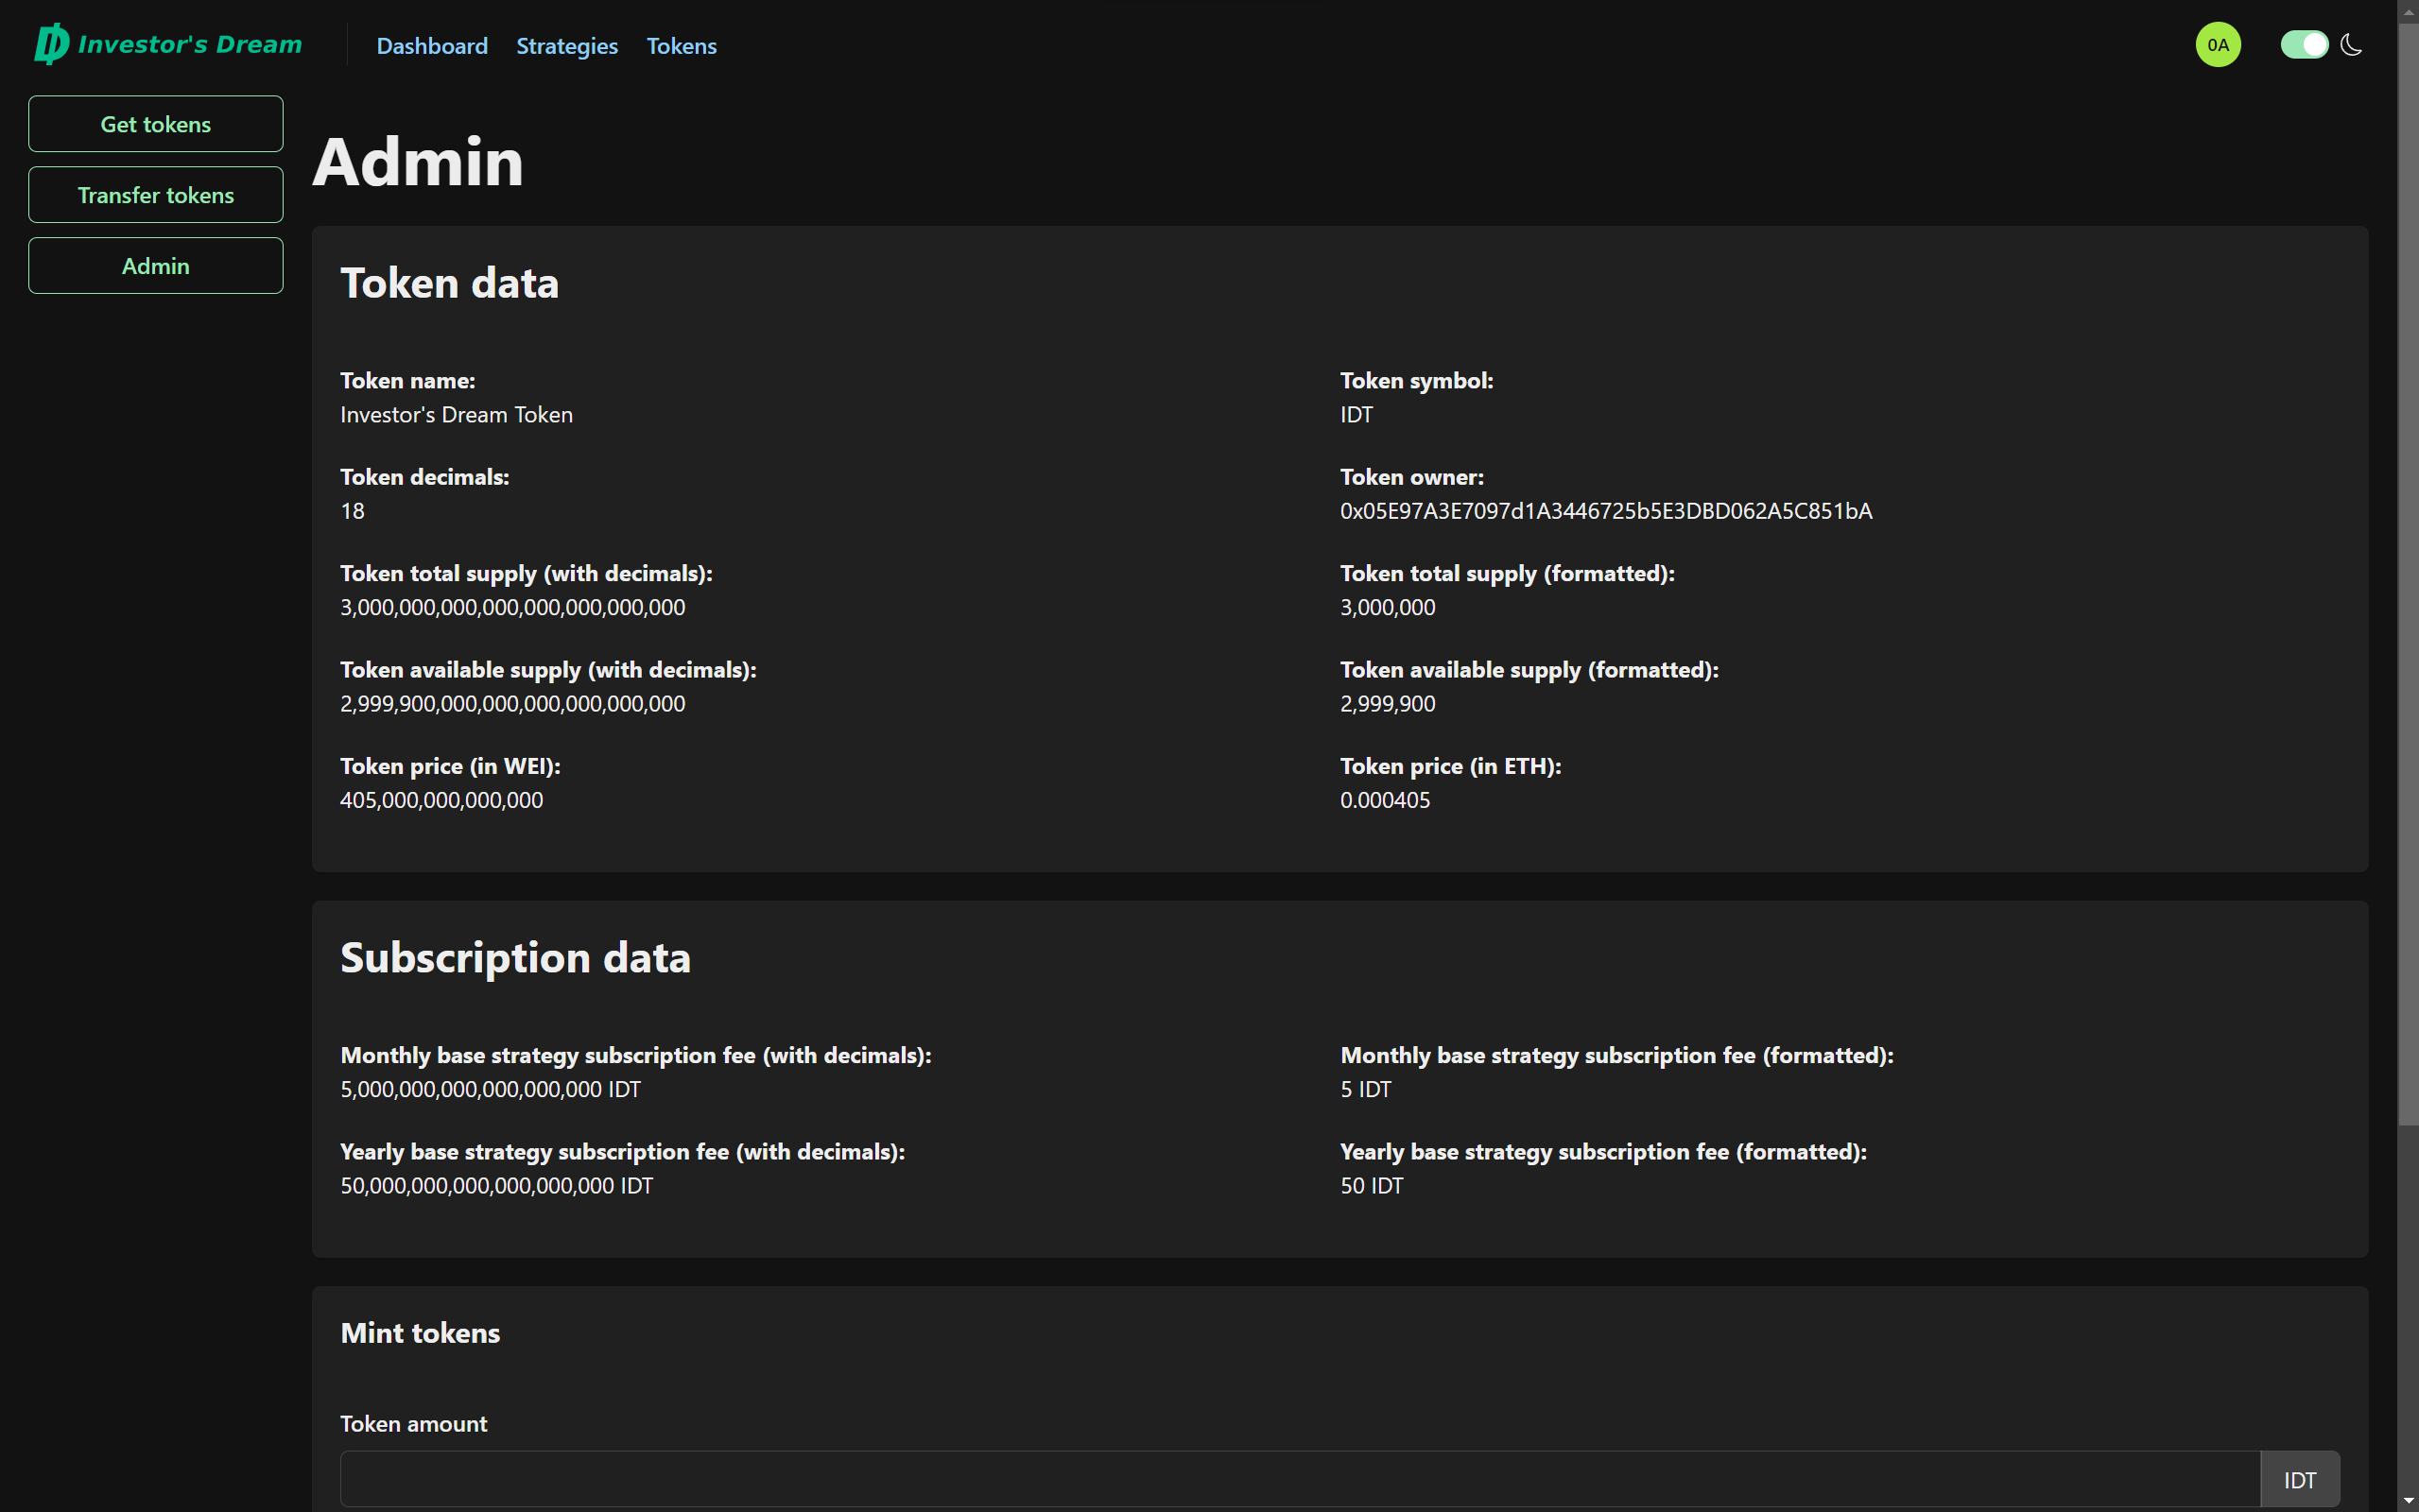 Investor's Dream
Dashboard Strategies Tokens
0A
Get tokens
Transfer tokens
Admin
Admin
Token data
Token name:
Investor's Dream Token
Token symbol:
IDT
Token decimals:
18
Token owner:
0x05E97A3E7097d1A3446725b5E3DBD062A5C851bA
Token total supply (with decimals):
3,000,000,000,000,000,000,000,000
Token total supply (formatted):
3,000,000
Token available supply (with decimals):
2,999,900,000,000,000,000,000,000
Token available supply (formatted):
2,999,900
Token price (in WEI):
405,000,000,000,000
Token price (in ETH):
0.000405
Subscription data
Monthly base strategy subscription fee (with decimals):
5,000,000,000,000,000,000 IDT
Monthly base strategy subscription fee (formatted):
5 IDT
Yearly base strategy subscription fee (with decimals):
50,000,000,000,000,000,000 IDT
Yearly base strategy subscription fee (formatted):
50 IDT
Mint tokens
Token amount
IDT